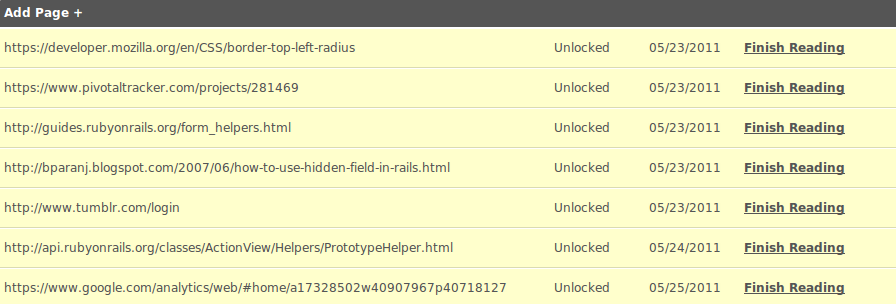 Add Page +
https://developer.mozilla.org/en/CSS/border-top-left-radius Unlocked 05/23/2011 Finish Reading
https://www.pivotaltracker.com/projects/281469 Unlocked 05/23/2011 Finish Reading
http://guides.rubyonrails.org/form_helpers.html Unlocked 05/23/2011 Finish Reading
http://bparanj.blogspot.com/2007/06/how-to-use-hidden-field-in-rails.html Unlocked 05/23/2011 Finish Reading
http://www.tumblr.com/login Unlocked 05/23/2011 Finish Reading
http://api.rubyonrails.org/classes/ActionView/Helpers/PrototypeHelper.html Unlocked 05/24/2011 Finish Reading
https://www.google.com/analytics/web/#home/a17328502w40907967p40718127 Unlocked 05/25/2011 Finish Reading